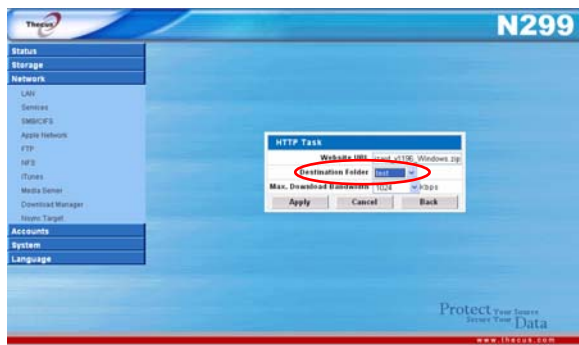 Thecus
N299
Status
Storage
Network
LAN
Services
SMB/CIFS
Apple Network
FTP
NFS
iTunes
Media Server
Download Manager
Nsync Target
Accounts
System
Language
HTTP Task
Website URL _v1196_Windows.zip
Destination Folder test
Max. Download Bandwidth 1024 Kbps
Apply Cancel Back
Protect Your Source
Secure Your Data
www.thecus.com